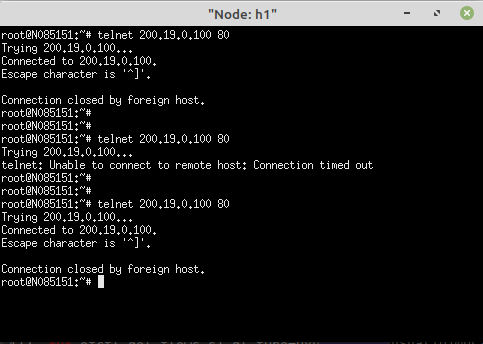 "Node: h1"
root@N085151:~# telnet 200.19.0.100 80
Trying 200.19.0.100...
Connected to 200.19.0.100.
Escape character is '^]'.
Connection closed by foreign host.
root@N085151:~#
root@N085151:~#
root@N085151:~# telnet 200.19.0.100 80
Trying 200.19.0.100...
telnet: Unable to connect to remote host: Connection timed out
root@N085151:~#
root@N085151:~#
root@N085151:~# telnet 200.19.0.100 80
Trying 200.19.0.100...
Connected to 200.19.0.100.
Escape character is '^]'.
Connection closed by foreign host.
root@N085151:~#